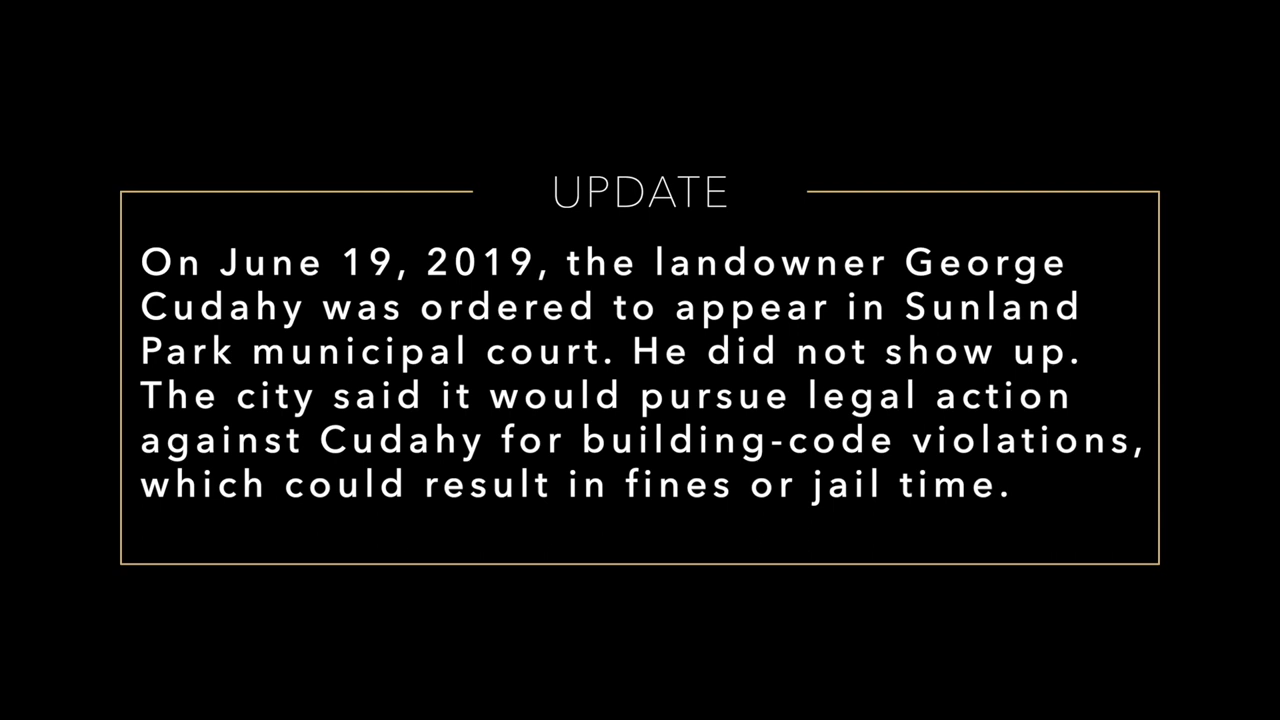 UPDATE
On June 19, 2019, the landowner George
Cudahy was ordered to appear in Sunland
Park municipal court. He did not show up.
The city said it would pursue legal action
against Cudahy for building-code violations,
which could result in fines or jail time.